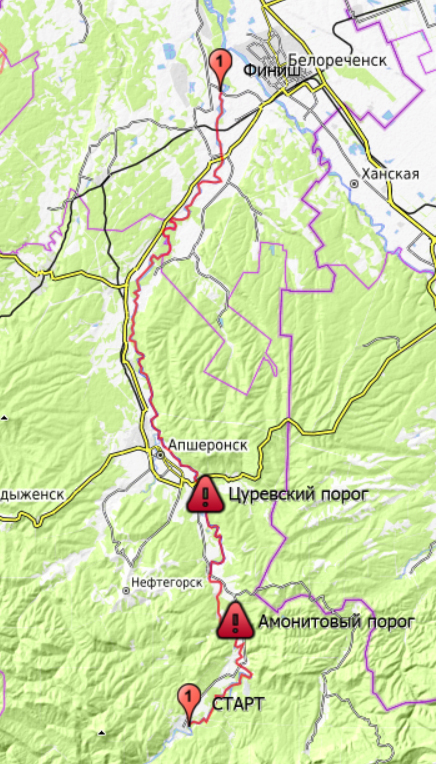 1
Финиш
Белореченск
Ханская
Апшеронск
Цуревский порог
дыженск
Нефтегорск
Амонитовый порог
1
СТАРТ